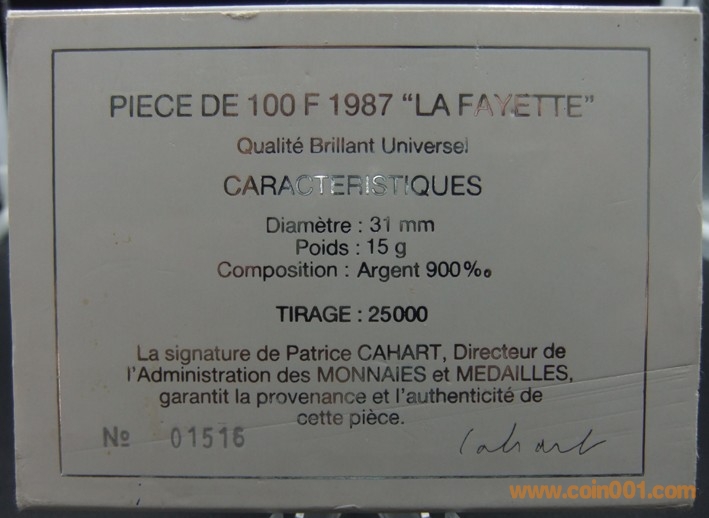 PIECE DE 100 F 1987 “LA FAYETTE”
Qualité Brillant Universel
CARACTERISTIQUES
Diamètre : 31 mm
Poids : 15 g
Composition : Argent 900‰
TIRAGE : 25000
La signature de Patrice CAHART, Directeur de
l'Administration des MONNAIES et MEDAILLES,
garantit la provenance et l'authenticité de
cette pièce.
No 01516
Cahart
www.coin001.com